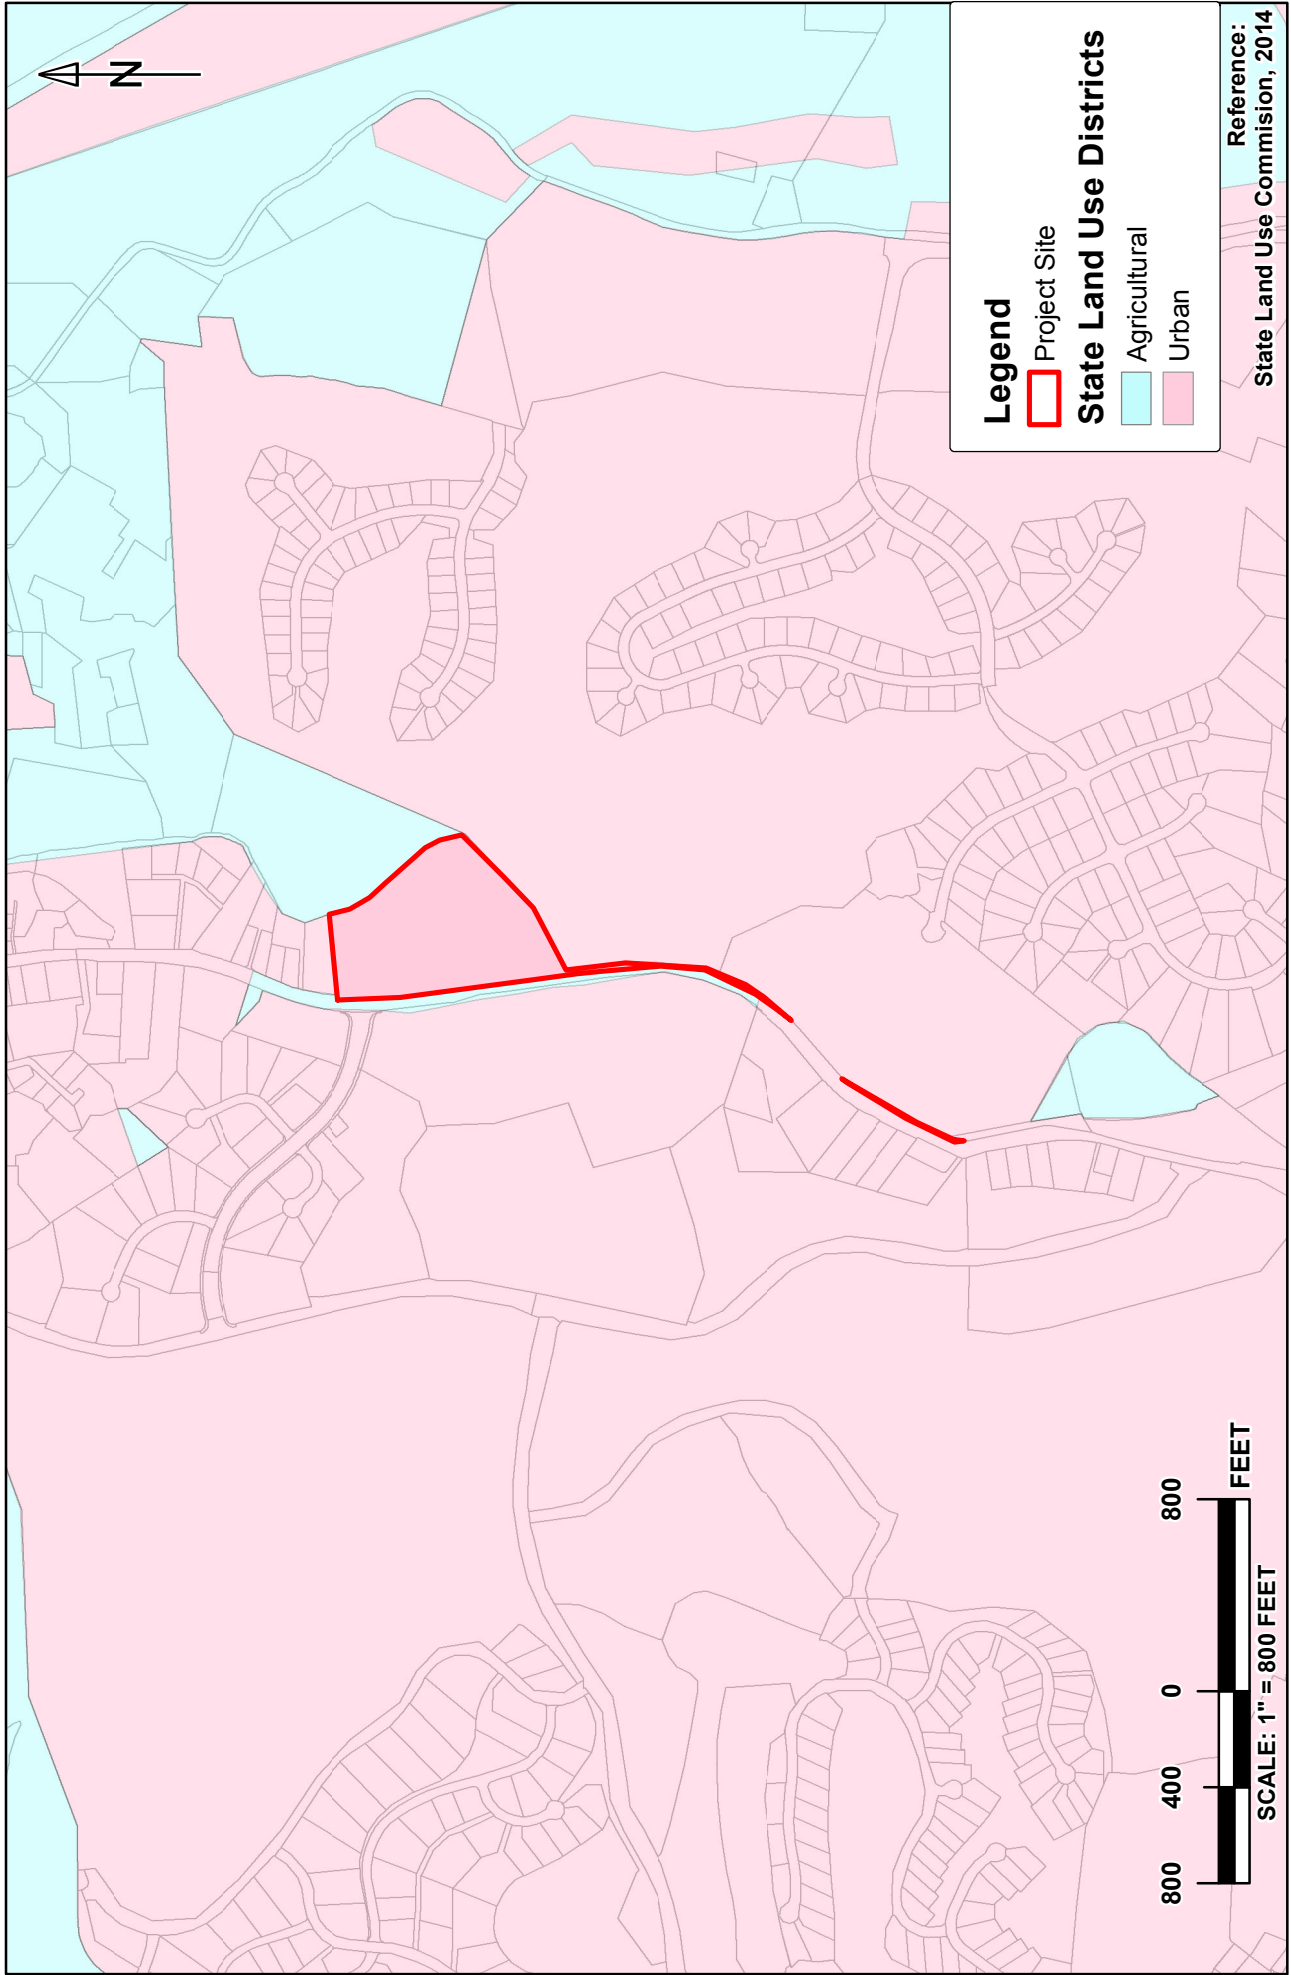 N
Legend
Project Site
State Land Use Districts
Agricultural
Urban
800 400 0 800
FEET
SCALE: 1" = 800 FEET
Reference:
State Land Use Commision, 2014